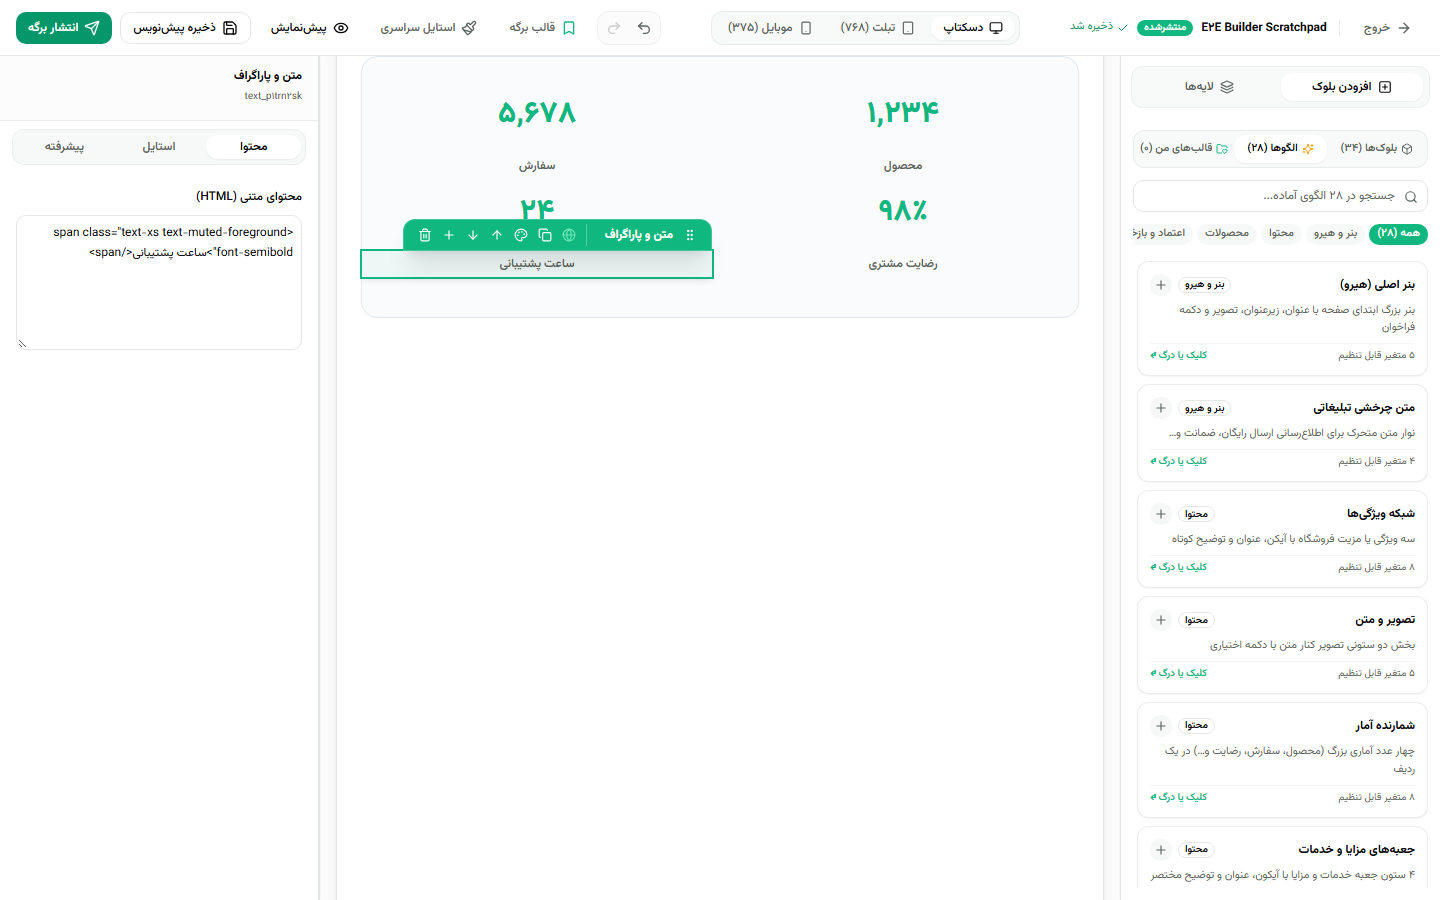 خروج
E۲E Builder Scratchpad
منتشرشده
ذخیره شد
دسکتاپ
تبلت (۷۶۸)
موبایل (۳۷۵)
قالب برگه
استایل سراسری
پیش‌نمایش
ذخیره پیش‌نویس
انتشار برگه
افزودن بلوک
لایه‌ها
بلوک‌ها (۳۴)
الگوها (۲۸)
قالب‌های من (۰)
جستجو در ۲۸ الگوی آماده...
همه (۲۸)
بنر و هیرو
محتوا
محصولات
اعتماد و بازخ
بنر اصلی (هیرو)
بنر و هیرو
بنر بزرگ ابتدای صفحه با عنوان، زیرعنوان، تصویر و دکمه
فراخوان
۵ متغیر قابل تنظیم
کلیک یا درگ
متن چرخشی تبلیغاتی
بنر و هیرو
نوار متن متحرک برای اطلاع‌رسانی ارسال رایگان، ضمانت و...
۴ متغیر قابل تنظیم
کلیک یا درگ
شبکه ویژگی‌ها
محتوا
سه ویژگی یا مزیت فروشگاه با آیکن، عنوان و توضیح کوتاه
۸ متغیر قابل تنظیم
کلیک یا درگ
تصویر و متن
محتوا
بخش دو ستونی تصویر کنار متن با دکمه اختیاری
۵ متغیر قابل تنظیم
کلیک یا درگ
شمارنده آمار
محتوا
چهار عدد آماری بزرگ (محصول، سفارش، رضایت و...) در یک
ردیف
۸ متغیر قابل تنظیم
کلیک یا درگ
جعبه‌های مزایا و خدمات
محتوا
۴ ستون جعبه خدمات و مزایا با آیکون، عنوان و توضیح مختصر
۱,۲۳۴
محصول
۵,۶۷۸
سفارش
۹۸٪
رضایت مشتری
۲۴
متن و پاراگراف
ساعت پشتیبانی
متن و پاراگراف
text_p۱trn۲sk
محتوا
استایل
پیشرفته
محتوای متنی (HTML)
<span class="text-xs text-muted-foreground
font-semibold">ساعت پشتیبانی</span>